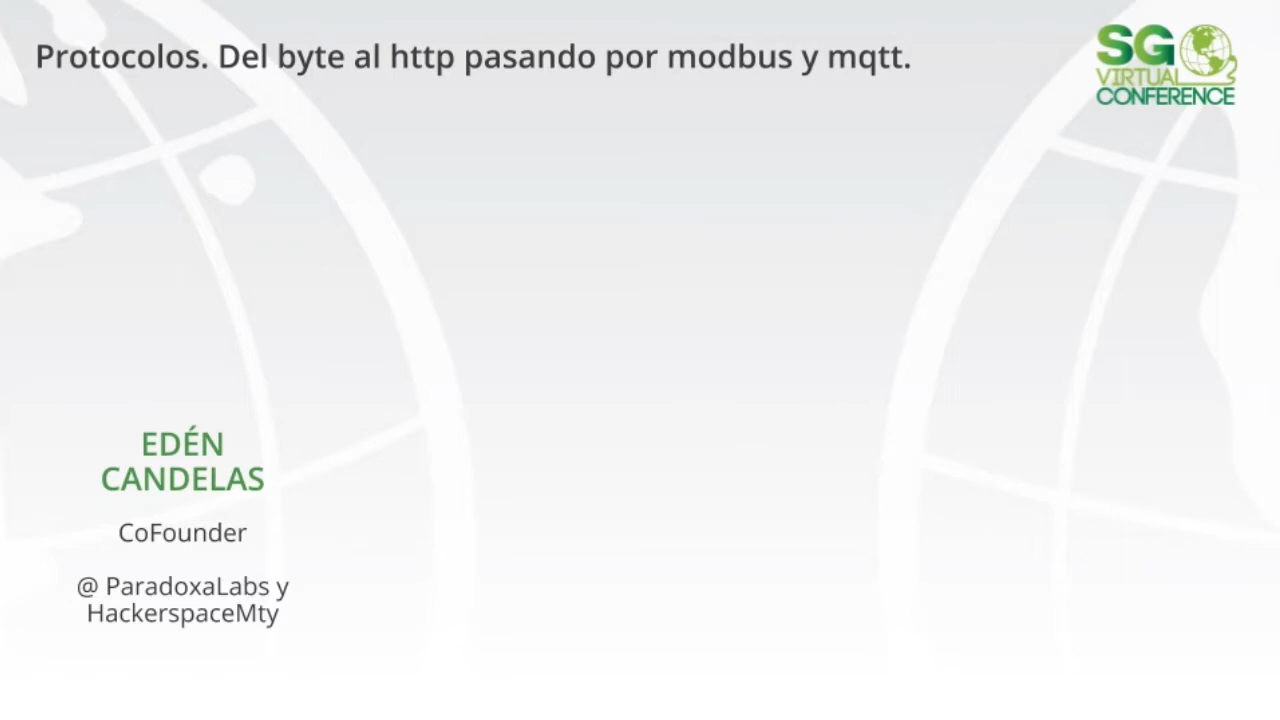 Protocolos. Del byte al http pasando por modbus y mqtt.
SG
VIRTUAL
CONFERENCE
EDÉN
CANDELAS
CoFounder
@ ParadoxaLabs y
HackerspaceMty